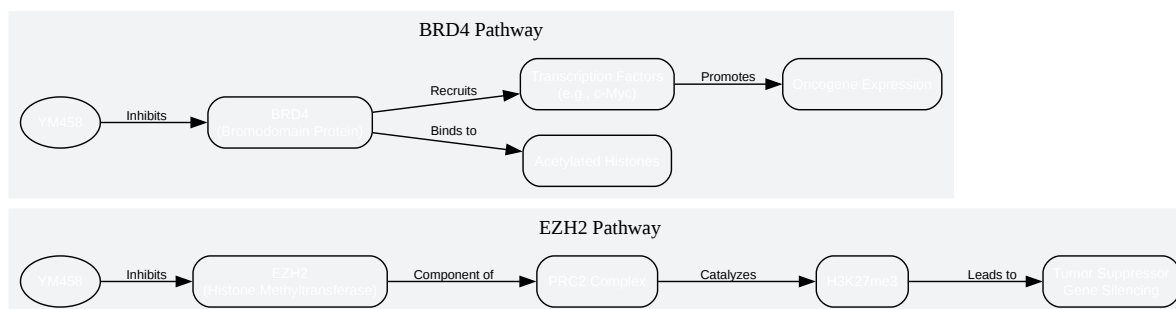 BRD4 Pathway
YM458
Inhibits
BRD4
(Bromodomain Protein)
Recruits
Transcription Factors
(e.g., c-Myc)
Promotes
Oncogene Expression
Binds to
Acetylated Histones
EZH2 Pathway
YM458
Inhibits
EZH2
(Histone Methyltransferase)
Component of
PRC2 Complex
Catalyzes
H3K27me3
Leads to
Tumor Suppressor
Gene Silencing